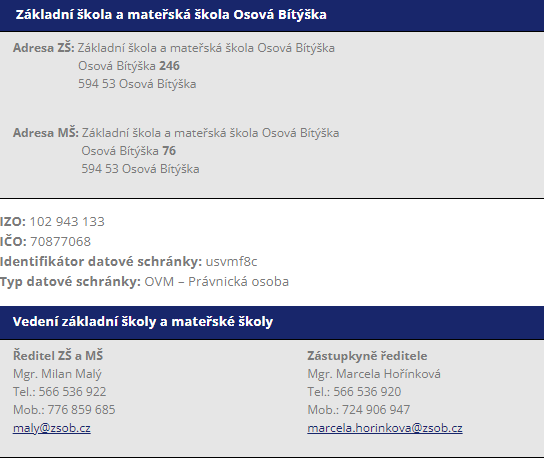 Základní škola a mateřská škola Osová Bítýška
Adresa ZŠ: Základní škola a mateřská škola Osová Bítýška
Osová Bítýška 246
594 53 Osová Bítýška
Adresa MŠ: Základní škola a mateřská škola Osová Bítýška
Osová Bítýška 76
594 53 Osová Bítýška
IZO: 102 943 133
IČO: 70877068
Identifikátor datové schránky: usvmf8c
Typ datové schránky: OVM – Právnická osoba
Vedení základní školy a mateřské školy
Ředitel ZŠ a MŠ
Mgr. Milan Malý
Tel.: 566 536 922
Mob.: 776 859 685
maly@zsob.cz
Zástupkyně ředitele
Mgr. Marcela Hořínková
Tel.: 566 536 920
Mob.: 724 906 947
marcela.horinkova@zsob.cz